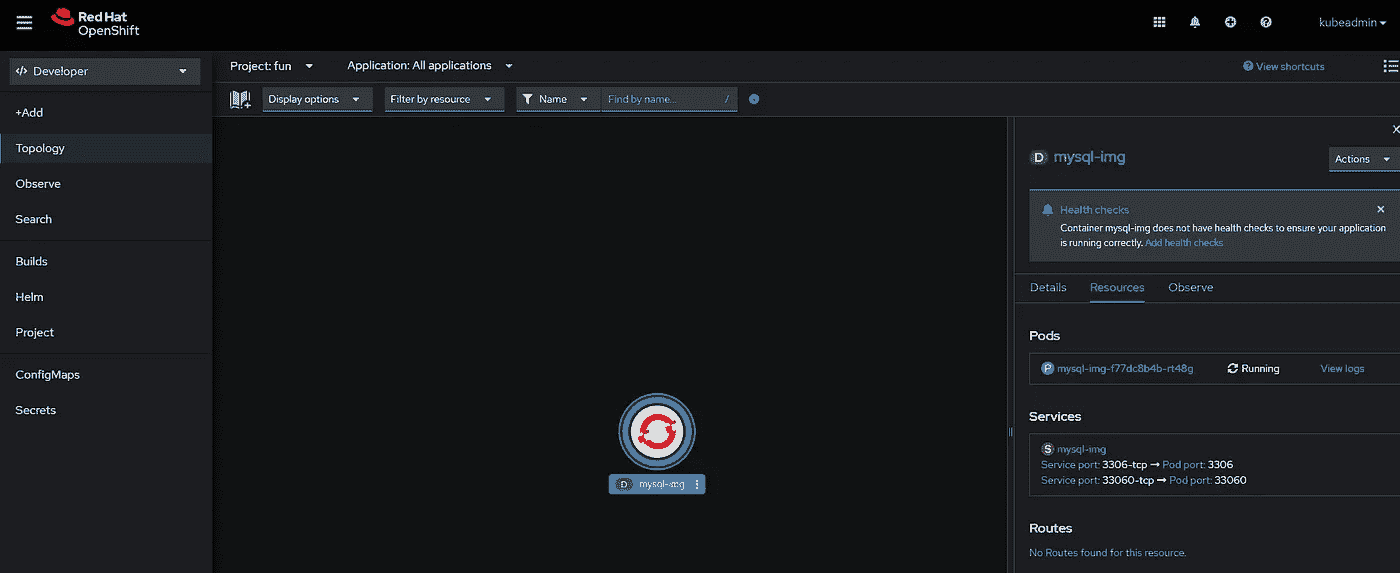 Red Hat
OpenShift
kubeadmin
</> Developer
+Add
Topology
Observe
Search
Builds
Helm
Project
ConfigMaps
Secrets
Project: fun
Application: All applications
View shortcuts
Display options
Filter by resource
Name
Find by name...
/
D mysql-img
D mysql-img
Actions
Health checks
Container mysql-img does not have health checks to ensure your application
is running correctly. Add health checks
Details Resources Observe
Pods
P mysql-img-f77dc8b4b-rt48g Running View logs
Services
S mysql-img
Service port: 3306-tcp → Pod port: 3306
Service port: 33060-tcp → Pod port: 33060
Routes
No Routes found for this resource.